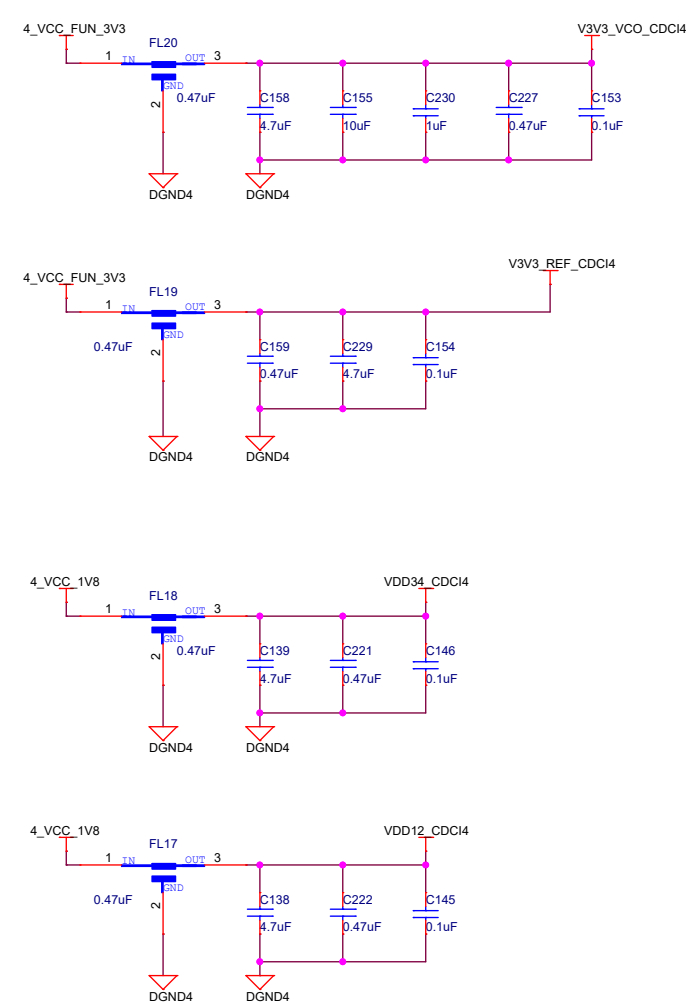 4_VCC_FUN_3V3
V3V3_VCO_CDCI4
FL20
1 IN OUT 3
GND
2
0.47uF
C158
4.7uF
C155
10uF
C230
1uF
C227
0.47uF
C153
0.1uF
DGND4
DGND4
4_VCC_FUN_3V3
V3V3_REF_CDCI4
FL19
1 IN OUT 3
GND
2
0.47uF
C159
0.47uF
C229
4.7uF
C154
0.1uF
DGND4
DGND4
4_VCC_1V8
VDD34_CDCI4
FL18
1 IN OUT 3
GND
2
0.47uF
C139
4.7uF
C221
0.47uF
C146
0.1uF
DGND4
DGND4
4_VCC_1V8
VDD12_CDCI4
FL17
1 IN OUT 3
GND
2
0.47uF
C138
4.7uF
C222
0.47uF
C145
0.1uF
DGND4
DGND4